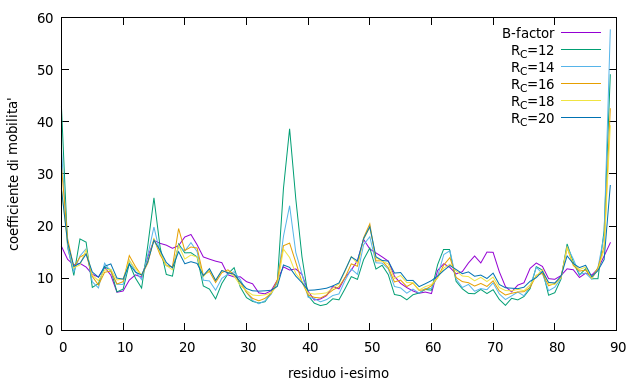 60
50
40
30
20
10
0
0 10 20 30 40 50 60 70 80 90
coefficiente di mobilita'
residuo i-esimo
B-factor
R_C=12
R_C=14
R_C=16
R_C=18
R_C=20